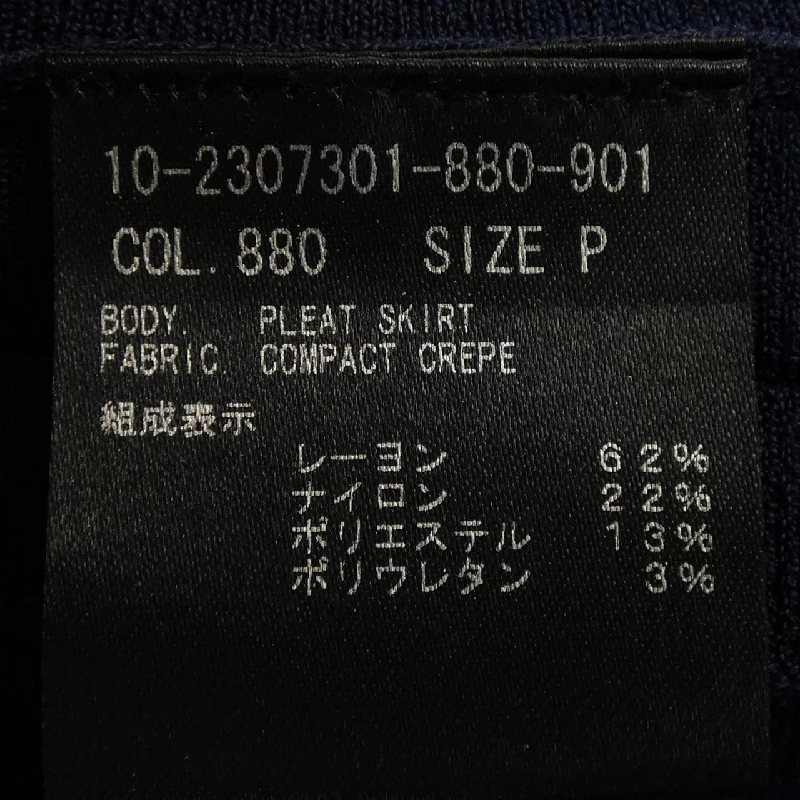 10-2307301-880-901
COL. 880 SIZE P
BODY. PLEAT SKIRT
FABRIC. COMPACT CREPE
組成表示
レーヨン 62%
ナイロン 22%
ポリエステル 13%
ポリウレタン 3%